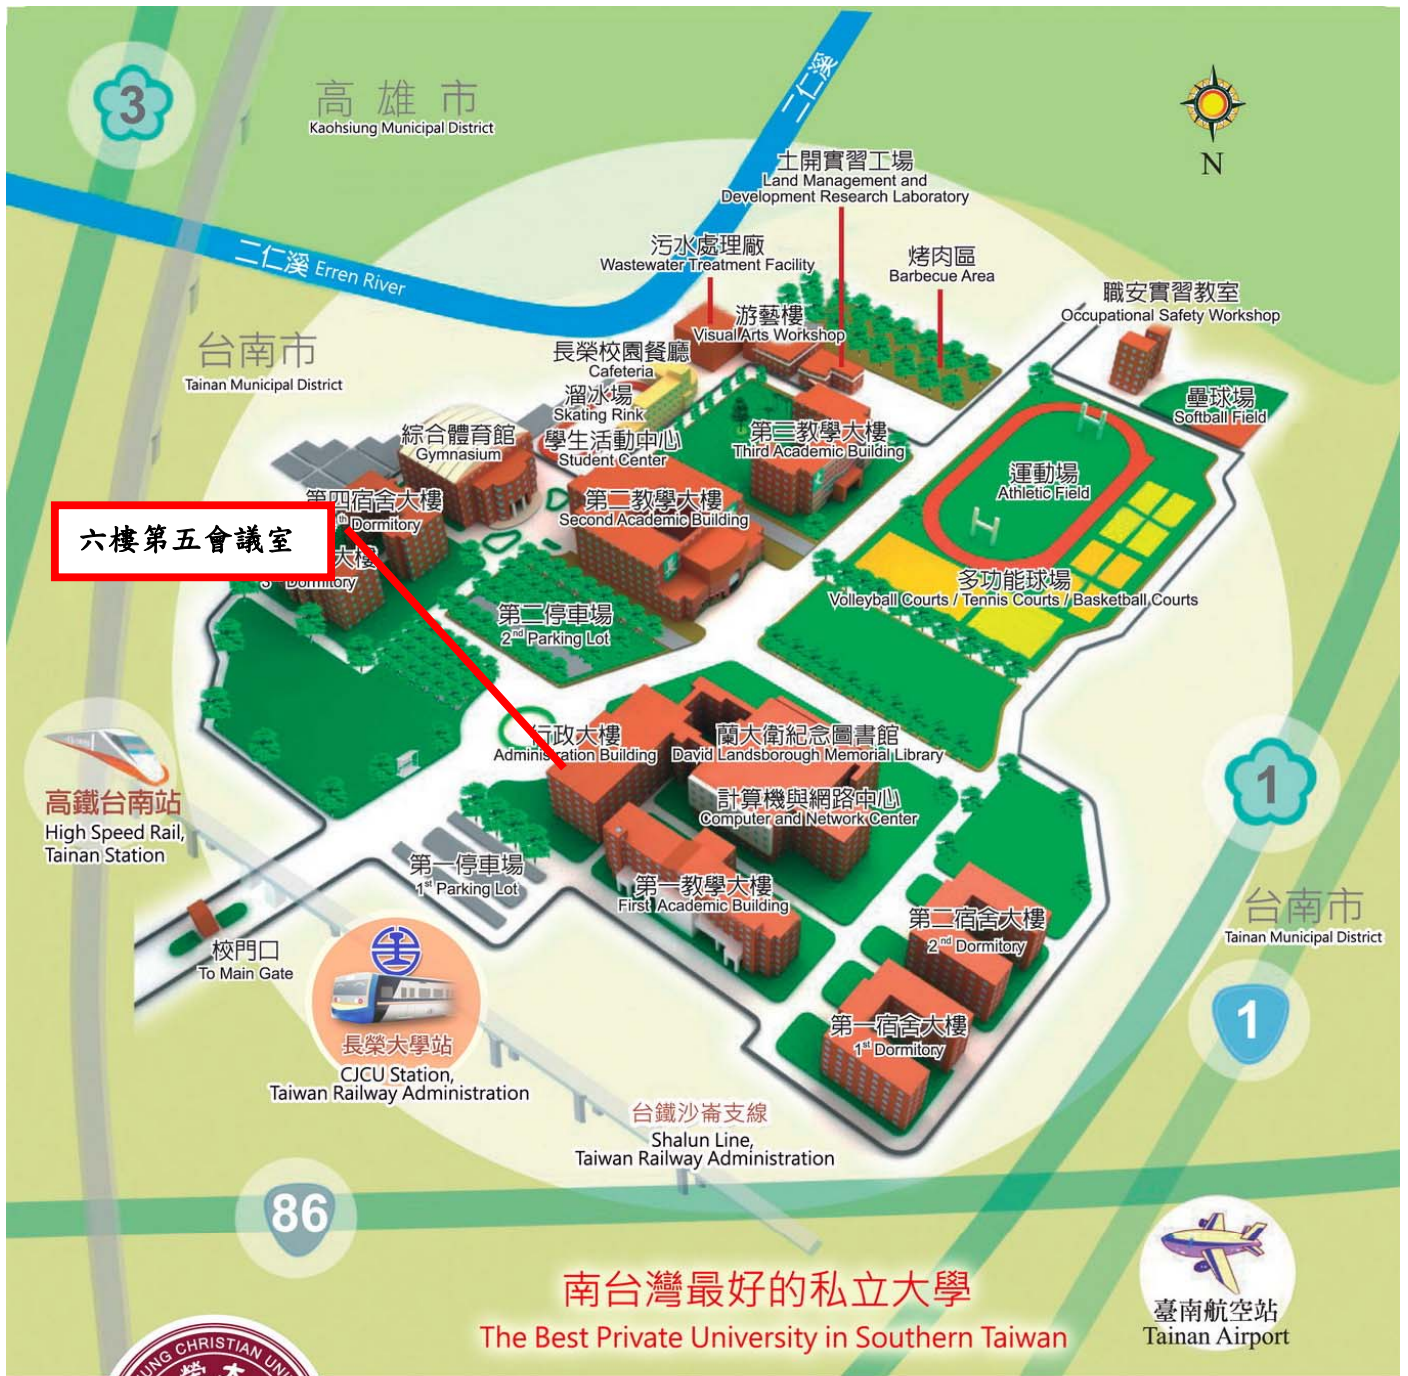 3
高雄市
Kaohsiung Municipal District
二仁溪
N
土開實習工場
Land Management and
Development Research Laboratory
污水處理廠
Wastewater Treatment Facility
烤肉區
Barbecue Area
二仁溪 Erren River
職安實習教室
Occupational Safety Workshop
游藝樓
Visual Arts Workshop
台南市
Tainan Municipal District
長榮校園餐廳
Cafeteria
溜冰場
Skating Rink
壘球場
Softball Field
綜合體育館
Gymnasium
學生活動中心
Student Center
第三教學大樓
Third Academic Building
運動場
Athletic Field
第四宿舍大樓
th Dormitory
第二教學大樓
Second Academic Building
六樓第五會議室
大樓
Dormitory
多功能球場
Volleyball Courts / Tennis Courts / Basketball Courts
第二停車場
2nd Parking Lot
行政大樓
Administration Building
蘭大衛紀念圖書館
David Landsborough Memorial Library
高鐵台南站
High Speed Rail,
Tainan Station
計算機與網路中心
Computer and Network Center
1
第一停車場
1st Parking Lot
第一教學大樓
First Academic Building
台南市
Tainan Municipal District
第二宿舍大樓
2nd Dormitory
校門口
To Main Gate
1
第一宿舍大樓
1st Dormitory
長榮大學站
CJCU Station,
Taiwan Railway Administration
台鐵沙崙支線
Shalun Line,
Taiwan Railway Administration
86
南台灣最好的私立大學
The Best Private University in Southern Taiwan
臺南航空站
Tainan Airport
UNG CHRISTIAN UNI
榮大